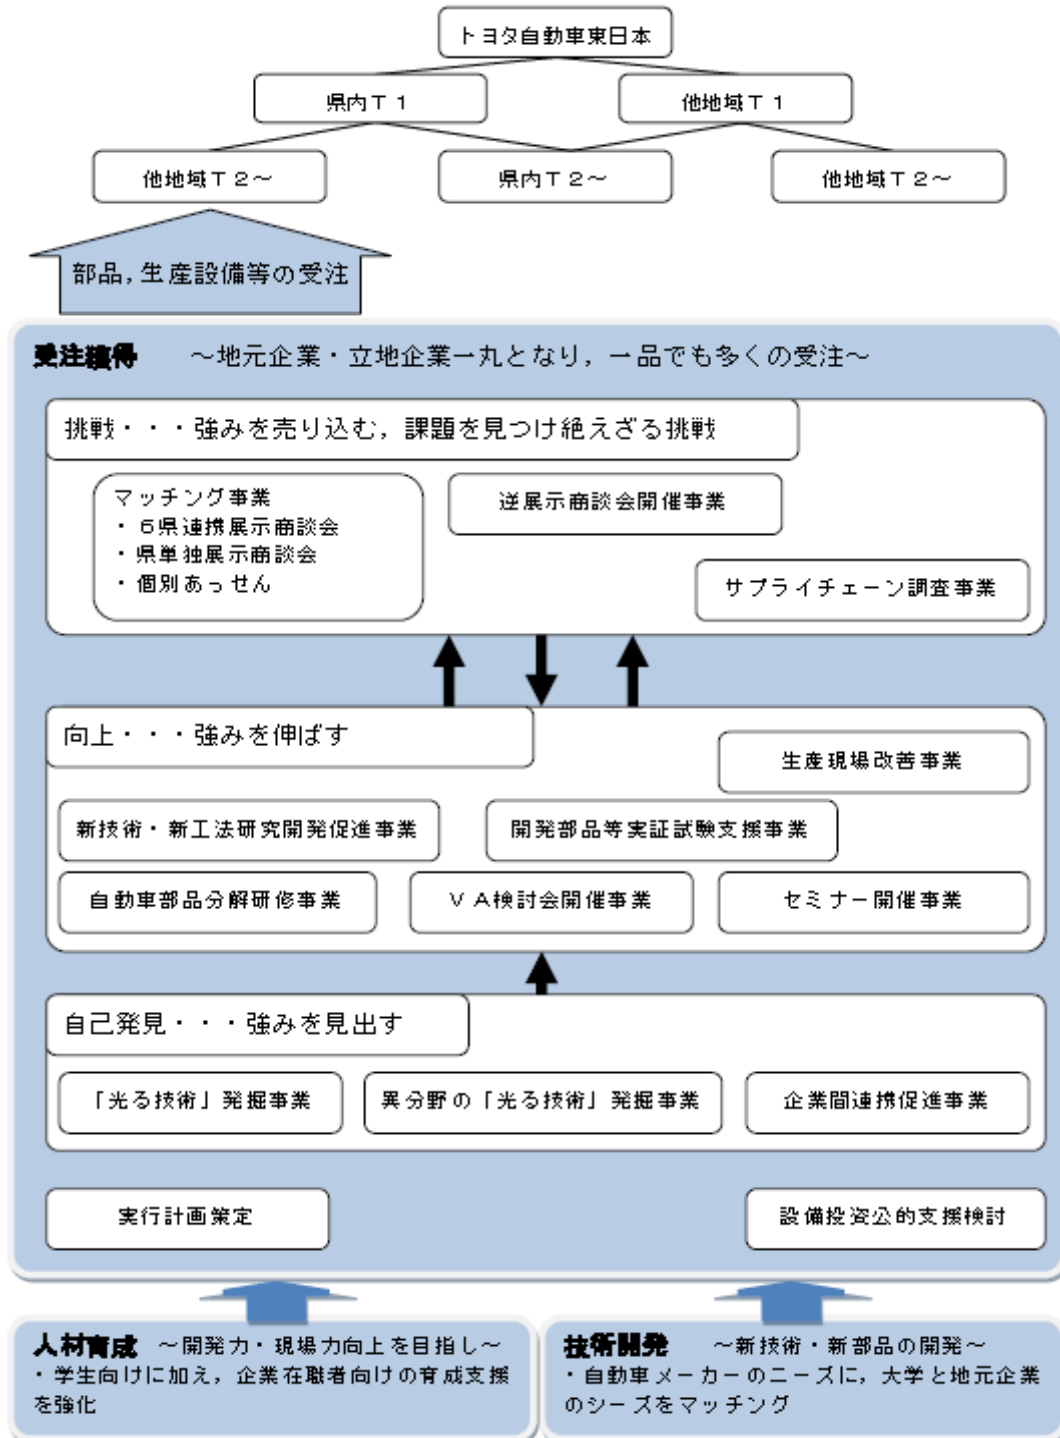 トヨタ自動車東日本
県内Ｔ１
他地域Ｔ１
他地域Ｔ２～
県内Ｔ２～
他地域Ｔ２～
部品，生産設備等の受注
受注獲得　～地元企業・立地企業一丸となり，一品でも多くの受注～
挑戦・・・強みを売り込む，課題を見つけ絶えざる挑戦
マッチング事業
・６県連携展示商談会
・県単独展示商談会
・個別あっせん
逆展示商談会開催事業
サプライチェーン調査事業
向上・・・強みを伸ばす
生産現場改善事業
新技術・新工法研究開発促進事業
開発部品等実証試験支援事業
自動車部品分解研修事業
ＶＡ検討会開催事業
セミナー開催事業
自己発見・・・強みを見出す
「光る技術」発掘事業
異分野の「光る技術」発掘事業
企業間連携促進事業
実行計画策定
設備投資公的支援検討
人材育成　～開発力・現場力向上を目指し～
・学生向けに加え，企業在職者向けの育成支援
を強化
技術開発　～新技術・新部品の開発～
・自動車メーカーのニーズに，大学と地元企業
のシーズをマッチング